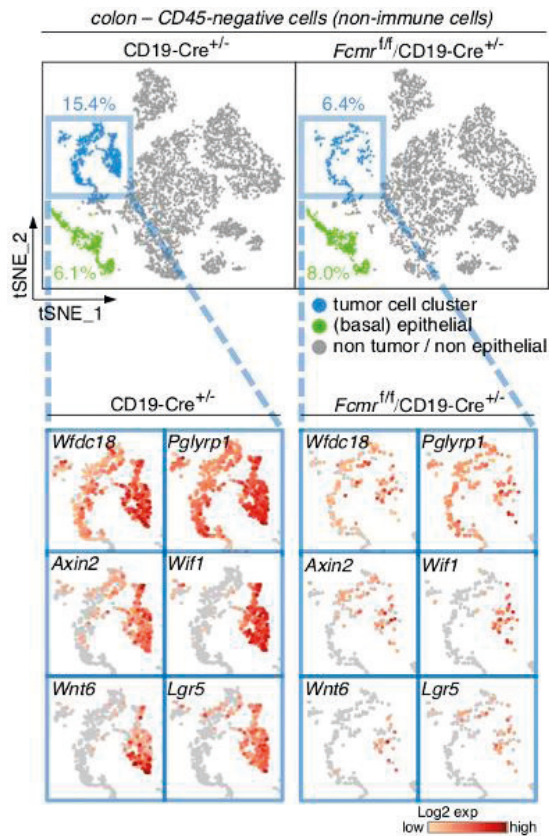 colon – CD45-negative cells (non-immune cells)
CD19-Cre+/- Fcmr f/f/CD19-Cre+/-
15.4% 6.4%
6.1% 8.0%
tSNE_2
tSNE_1
tumor cell cluster
(basal) epithelial
non tumor / non epithelial
CD19-Cre+/- Fcmr f/f/CD19-Cre+/-
Wfdc18 Pglyrp1 Wfdc18 Pglyrp1
Axin2 Wif1 Axin2 Wif1
Wnt6 Lgr5 Wnt6 Lgr5
Log2 exp
low high